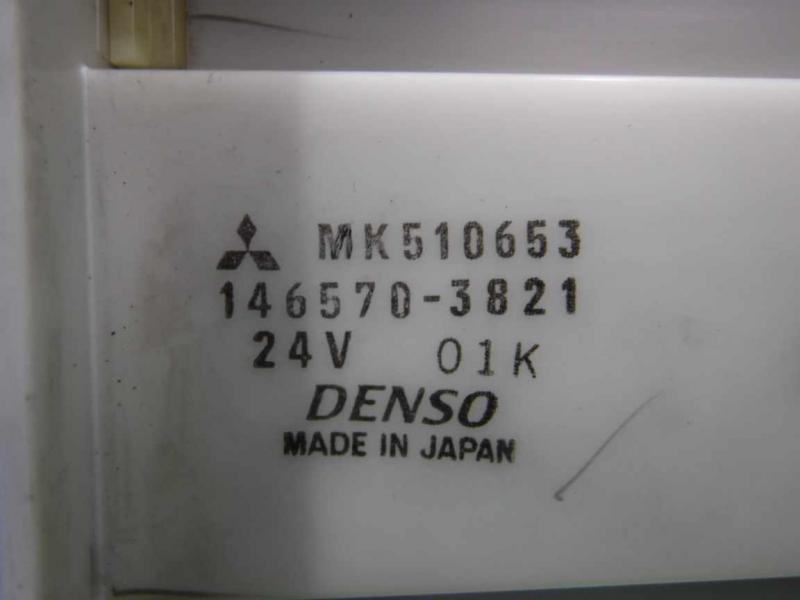 MK510653
146570-3821
24V 01K
DENSO
MADE IN JAPAN